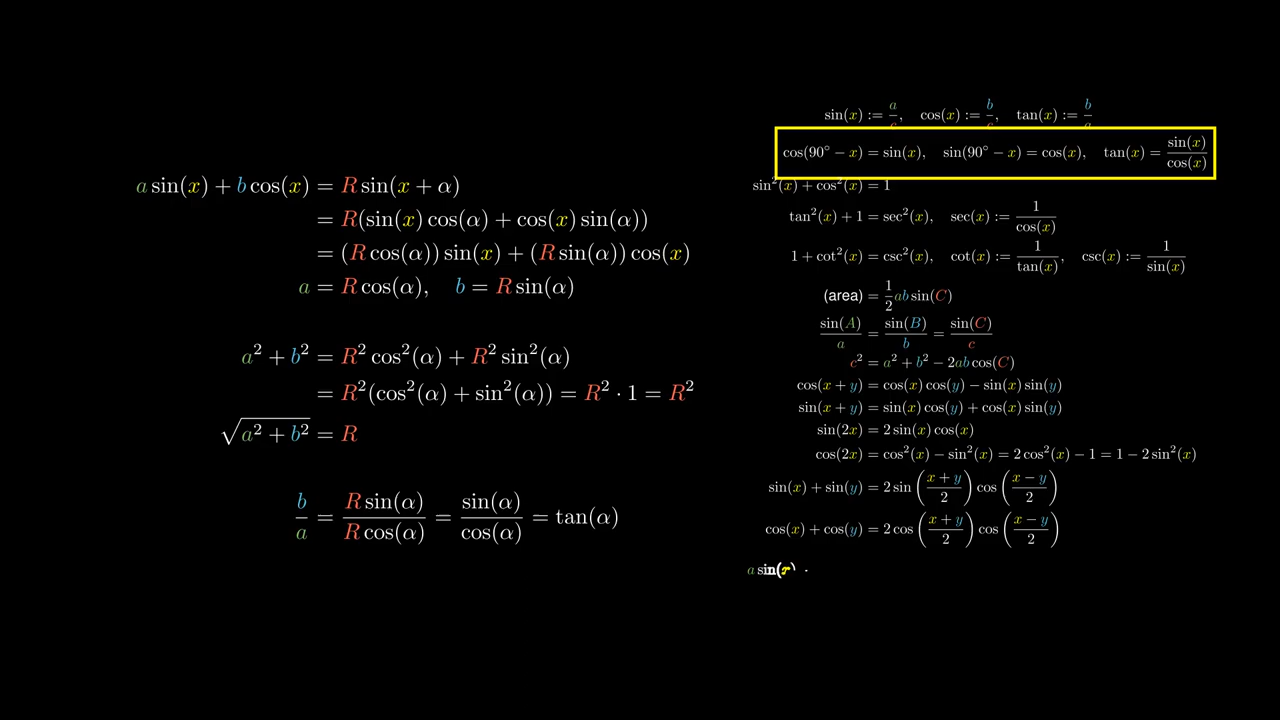 a sin(x) + b cos(x) = R sin(x + α)
= R(sin(x) cos(α) + cos(x) sin(α))
= (R cos(α)) sin(x) + (R sin(α)) cos(x)
a = R cos(α), b = R sin(α)
a² + b² = R² cos²(α) + R² sin²(α)
= R²(cos²(α) + sin²(α)) = R² · 1 = R²
√(a² + b²) = R
b/a = R sin(α)/R cos(α) = sin(α)/cos(α) = tan(α)
sin(x) := a/c, cos(x) := b/c, tan(x) := b/a
cos(90° − x) = sin(x), sin(90° − x) = cos(x), tan(x) = sin(x)/cos(x)
sin²(x) + cos²(x) = 1
tan²(x) + 1 = sec²(x), sec(x) := 1/cos(x)
1 + cot²(x) = csc²(x), cot(x) := 1/tan(x), csc(x) := 1/sin(x)
(area) = 1/2 ab sin(C)
sin(A)/a = sin(B)/b = sin(C)/c
c² = a² + b² − 2ab cos(C)
cos(x + y) = cos(x) cos(y) − sin(x) sin(y)
sin(x + y) = sin(x) cos(y) + cos(x) sin(y)
sin(2x) = 2 sin(x) cos(x)
cos(2x) = cos²(x) − sin²(x) = 2 cos²(x) − 1 = 1 − 2 sin²(x)
sin(x) + sin(y) = 2 sin((x + y)/2) cos((x − y)/2)
cos(x) + cos(y) = 2 cos((x + y)/2) cos((x − y)/2)
a sin(x)